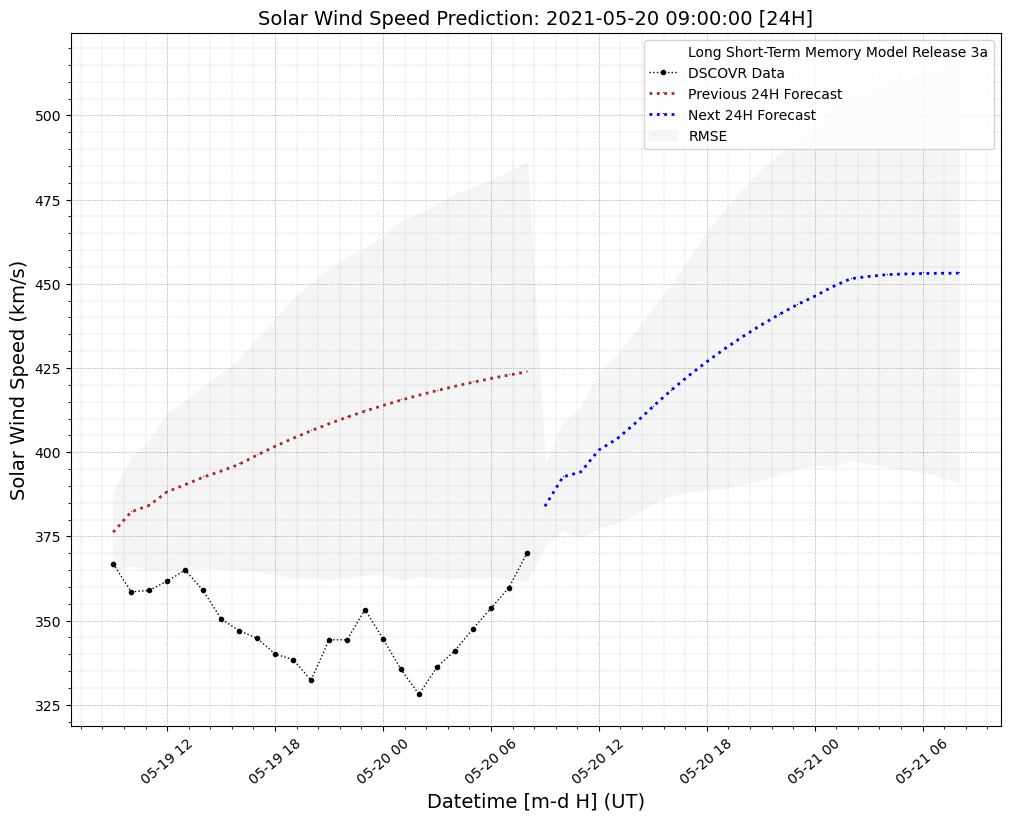 Solar Wind Speed Prediction: 2021-05-20 09:00:00 [24H]
Long Short-Term Memory Model Release 3a
DSCOVR Data
Previous 24H Forecast
Next 24H Forecast
RMSE
Solar Wind Speed (km/s)
500
475
450
425
400
375
350
325
05-19 12
05-19 18
05-20 00
05-20 06
05-20 12
05-20 18
05-21 00
05-21 06
Datetime [m-d H] (UT)